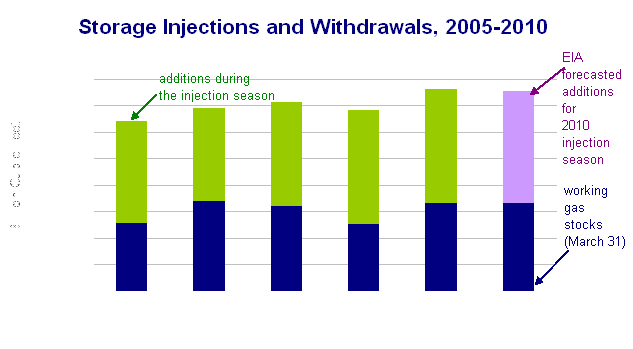 Storage Injections and Withdrawals, 2005-2010
EIA
forecasted
additions
for
2010
injection
season
additions during
the injection season
working
gas
stocks
(March 31)